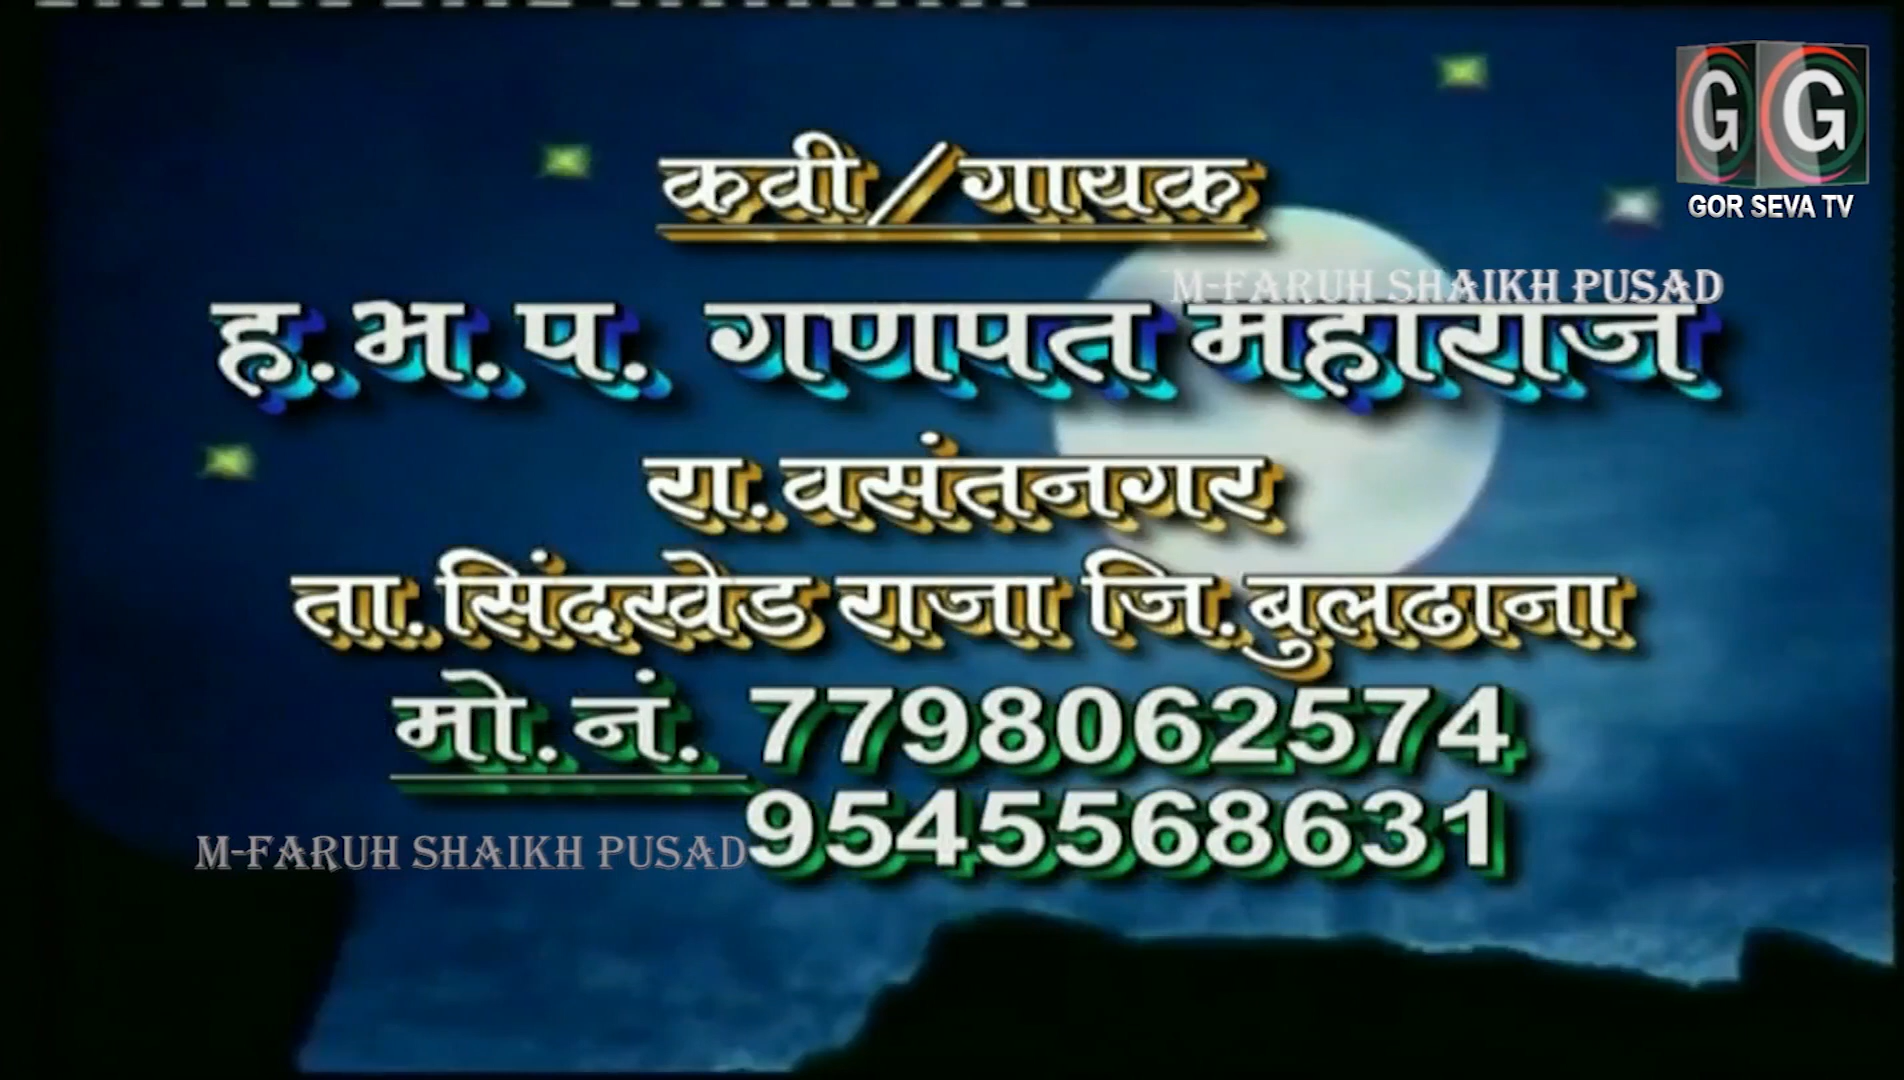 कवी/गायक
GOR SEVA TV
M-FARUH SHAIKH PUSAD
ह.भ.प. गणपत महाराज
रा.वसंतनगर
ता.सिंदखेड राजा जि.बुलढाना
मो.नं. 7798062574
9545568631
M-FARUH SHAIKH PUSAD